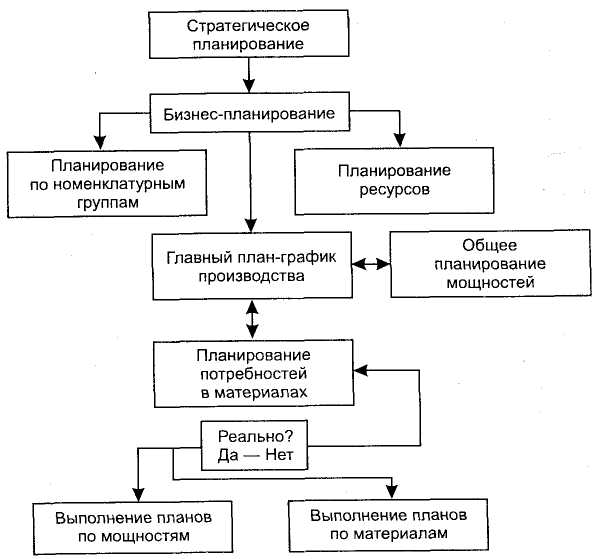 Стратегическое
планирование
Бизнес-планирование
Планирование
по номенклатурным
группам
Планирование
ресурсов
Главный план-график
производства
Общее
планирование
мощностей
Планирование
потребностей
в материалах
Реально?
Да — Нет
Выполнение планов
по мощностям
Выполнение планов
по материалам